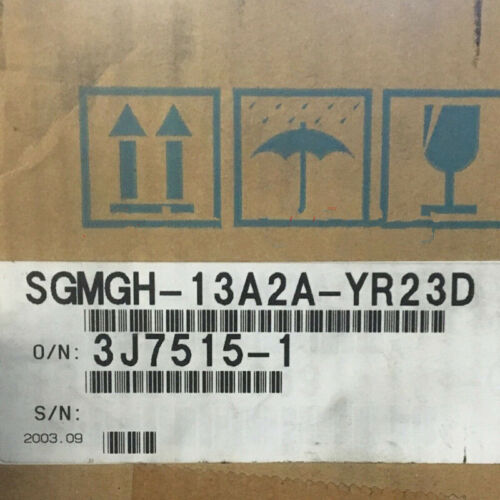 SGMGH-13A2A-YR23D
O/N: 3J7515-1
S/N:
2003.09